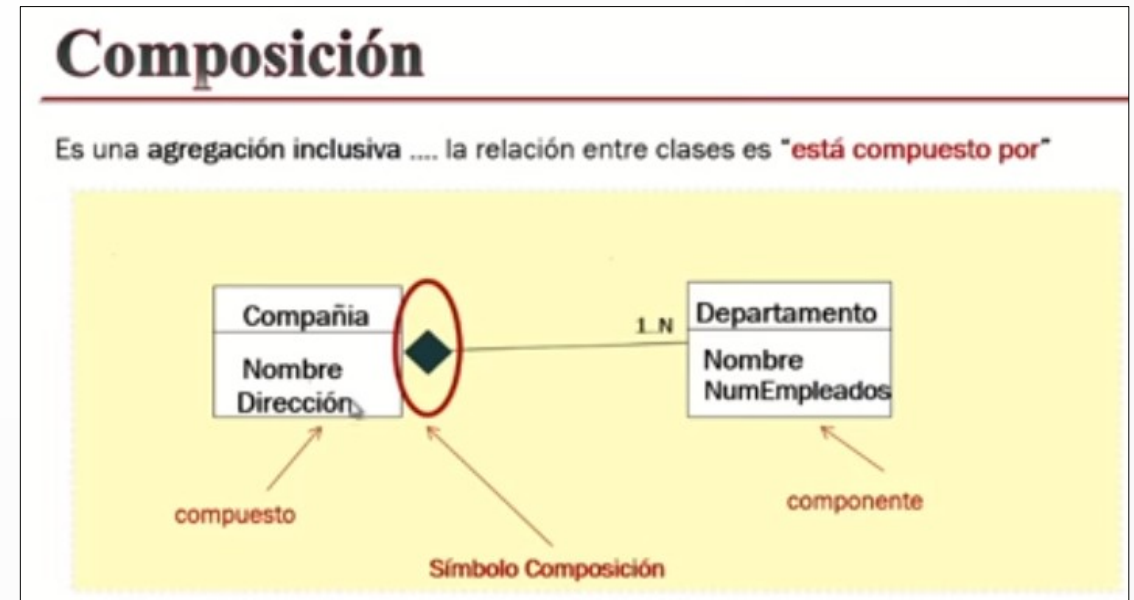 Composición
Es una agregación inclusiva .... la relación entre clases es "está compuesto por"
Compañia
Nombre
Dirección
1..N
Departamento
Nombre
NumEmpleados
compuesto
componente
Símbolo Composición